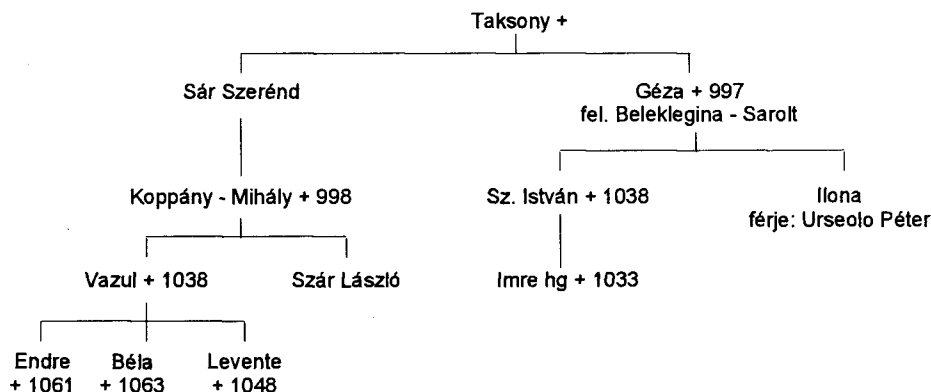 Taksony +
Sár Szerénd
Géza + 997
fel. Beleklegina - Sarolt
Koppány - Mihály + 998
Sz. István + 1038
Ilona
férje: Urseolo Péter
Vazul + 1038
Szár László
Imre hg + 1033
Endre
+ 1061
Béla
+ 1063
Levente
+ 1048